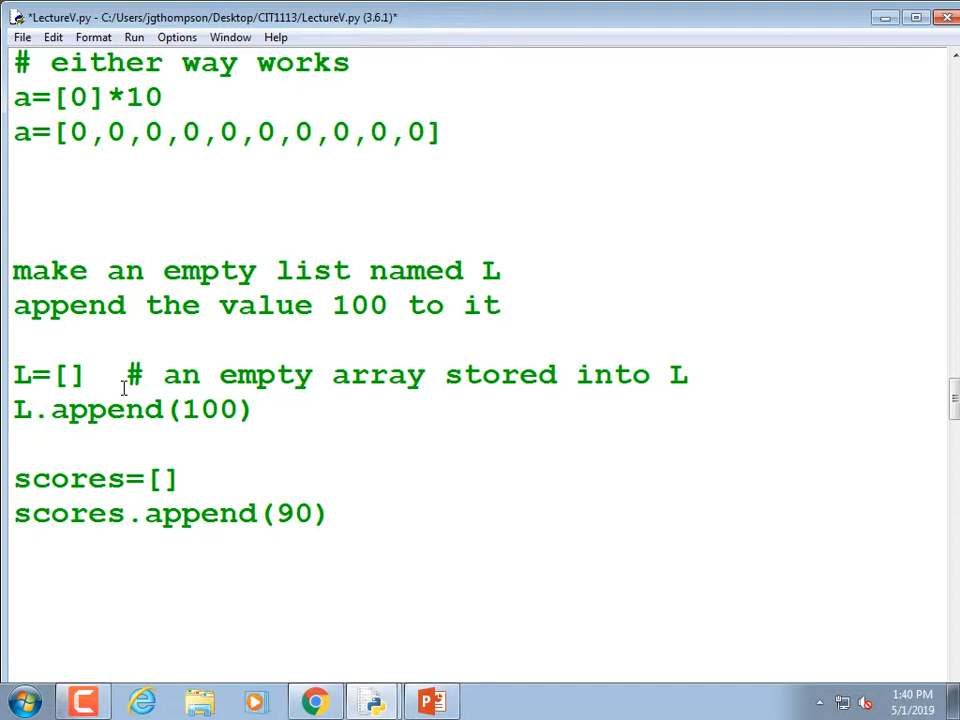 *LectureV.py - C:/Users/jgthompson/Desktop/CIT1113/LectureV.py (3.6.1)*
File Edit Format Run Options Window Help
# either way works
a=[0]*10
a=[0,0,0,0,0,0,0,0,0,0]
make an empty list named L
append the value 100 to it
L=[]  # an empty array stored into L
L.append(100)
scores=[]
scores.append(90)
1:40 PM
5/1/2019